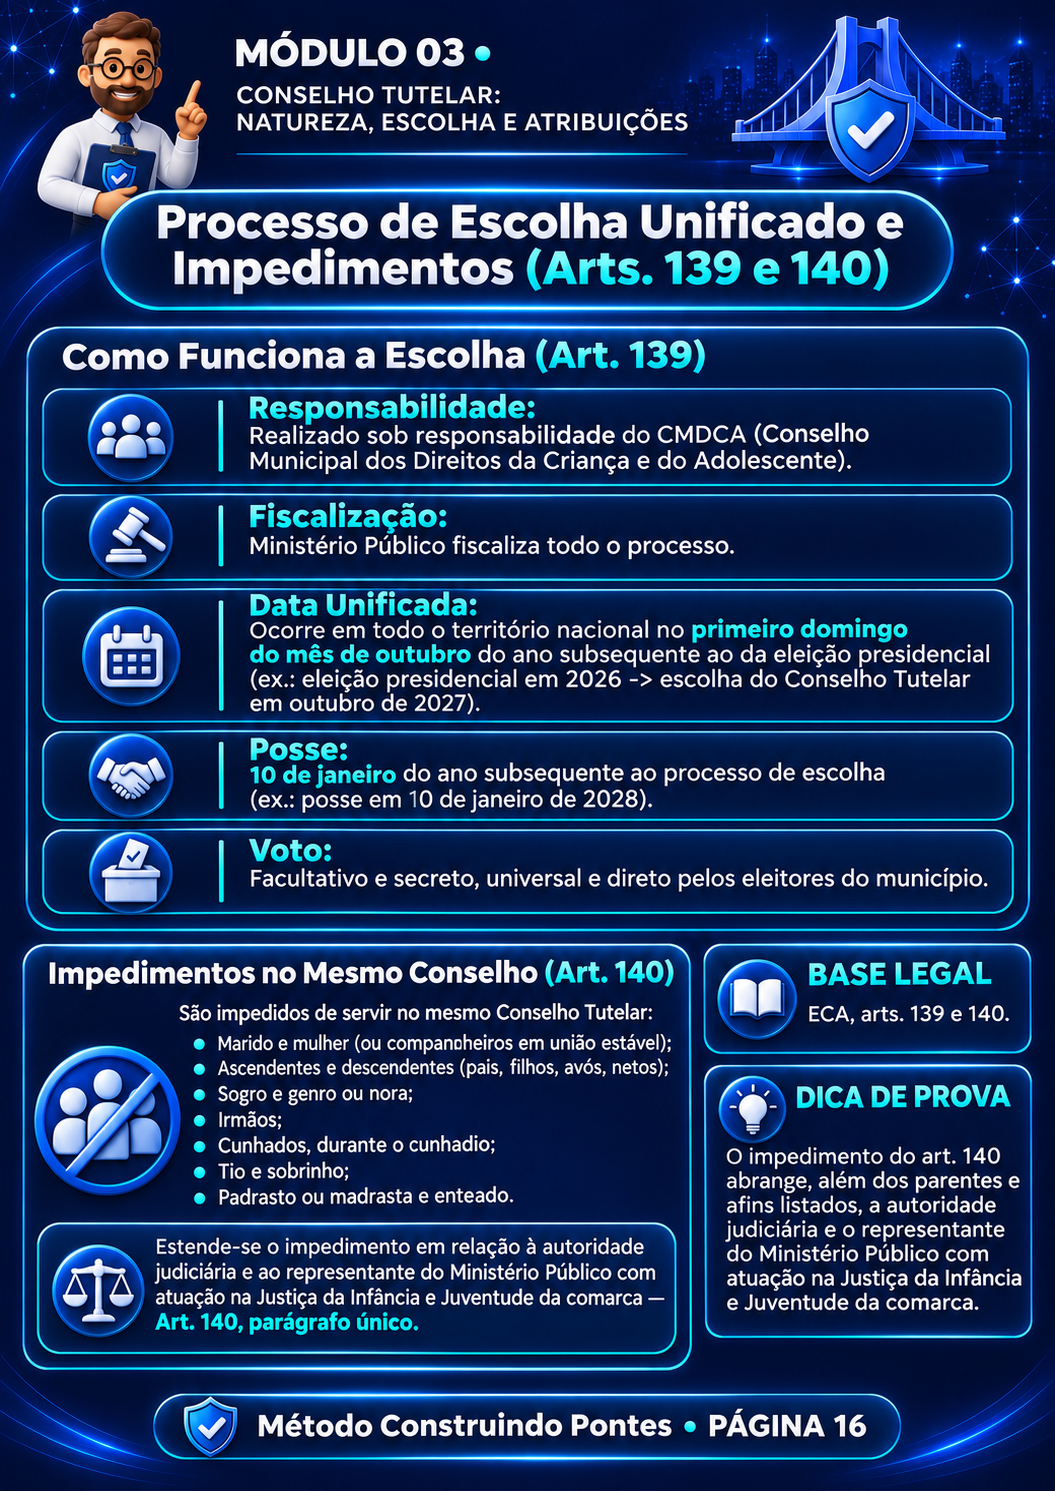 MÓDULO 03 •
CONSELHO TUTELAR:
NATUREZA, ESCOLHA E ATRIBUIÇÕES
Processo de Escolha Unificado e
Impedimentos (Arts. 139 e 140)
Como Funciona a Escolha (Art. 139)
Responsabilidade:
Realizado sob responsabilidade do CMDCA (Conselho
Municipal dos Direitos da Criança e do Adolescente).
Fiscalização:
Ministério Público fiscaliza todo o processo.
Data Unificada:
Ocorre em todo o território nacional no primeiro domingo
do mês de outubro do ano subsequente ao da eleição presidencial
(ex.: eleição presidencial em 2026 -> escolha do Conselho Tutelar
em outubro de 2027).
Posse:
10 de janeiro do ano subsequente ao processo de escolha
(ex.: posse em 10 de janeiro de 2028).
Voto:
Facultativo e secreto, universal e direto pelos eleitores do município.
Impedimentos no Mesmo Conselho (Art. 140)
São impedidos de servir no mesmo Conselho Tutelar:
• Marido e mulher (ou companheiros em união estável);
• Ascendentes e descendentes (pais, filhos, avós, netos);
• Sogro e genro ou nora;
• Irmãos;
• Cunhados, durante o cunhadio;
• Tio e sobrinho;
• Padrasto ou madrasta e enteado.
Estende-se o impedimento em relação à autoridade
judiciária e ao representante do Ministério Público com
atuação na Justiça da Infância e Juventude da comarca —
Art. 140, parágrafo único.
BASE LEGAL
ECA, arts. 139 e 140.
DICA DE PROVA
O impedimento do art. 140
abrange, além dos parentes e
afins listados, a autoridade
judiciária e o representante
do Ministério Público com
atuação na Justiça da Infância
e Juventude da comarca.
Método Construindo Pontes • PÁGINA 16